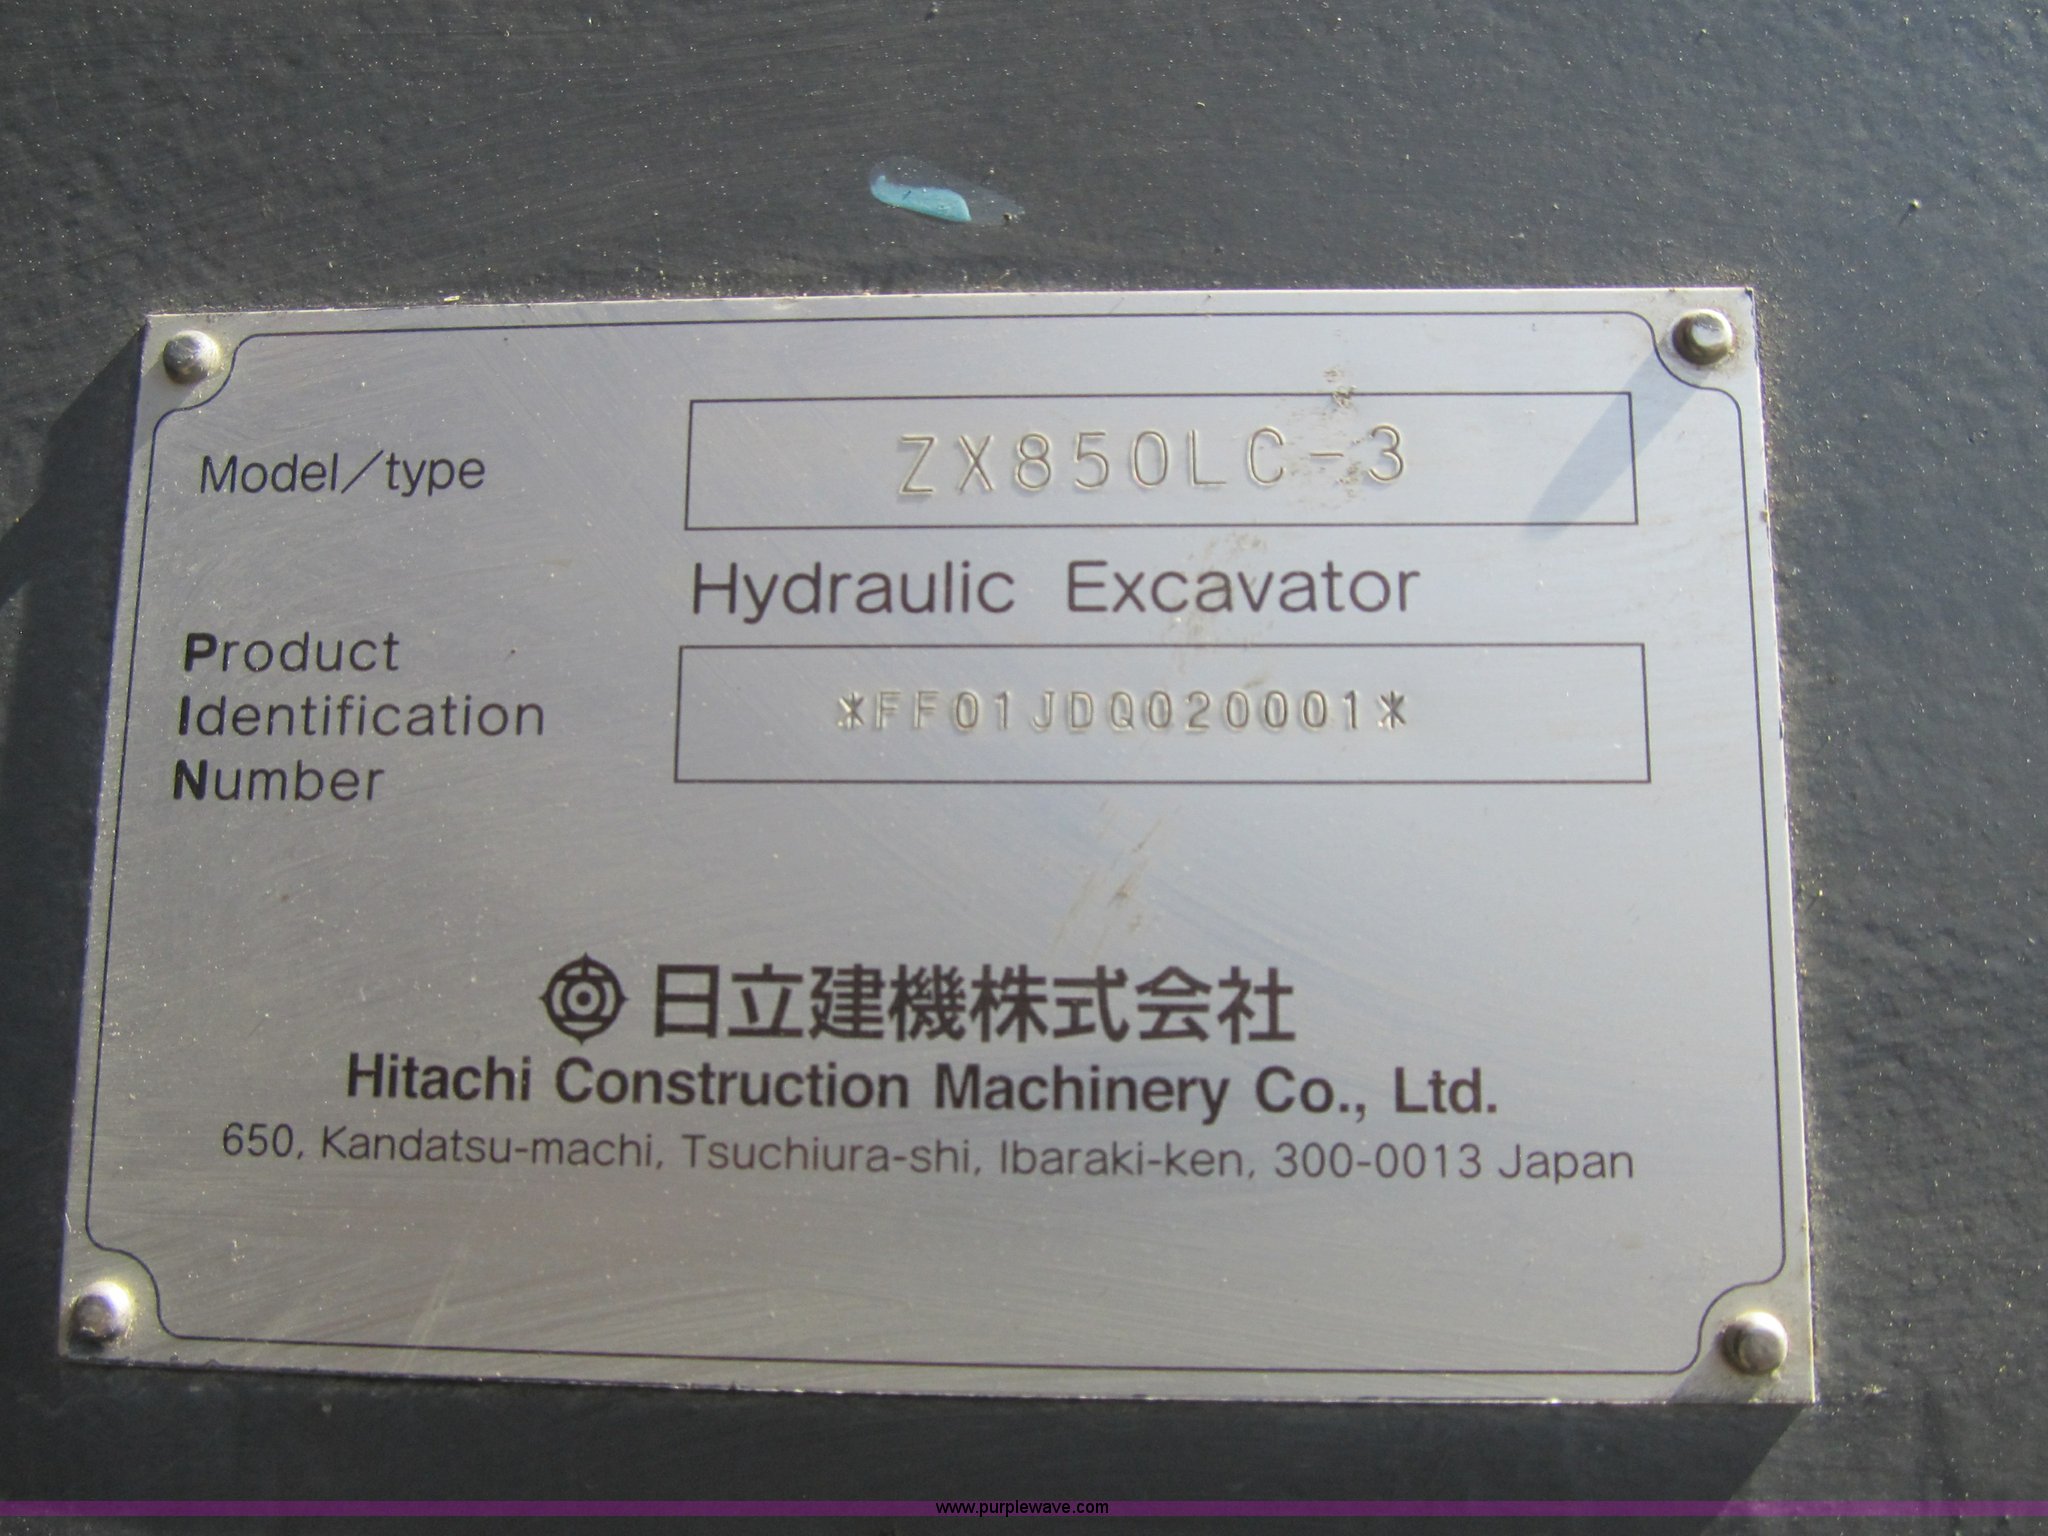 Model/type
ZX850LC-3
Hydraulic Excavator
Product
Identification
Number
*FF01JDQ020001*
日立建機株式会社
Hitachi Construction Machinery Co., Ltd.
650, Kandatsu-machi, Tsuchiura-shi, Ibaraki-ken, 300-0013 Japan
www.purplewave.com